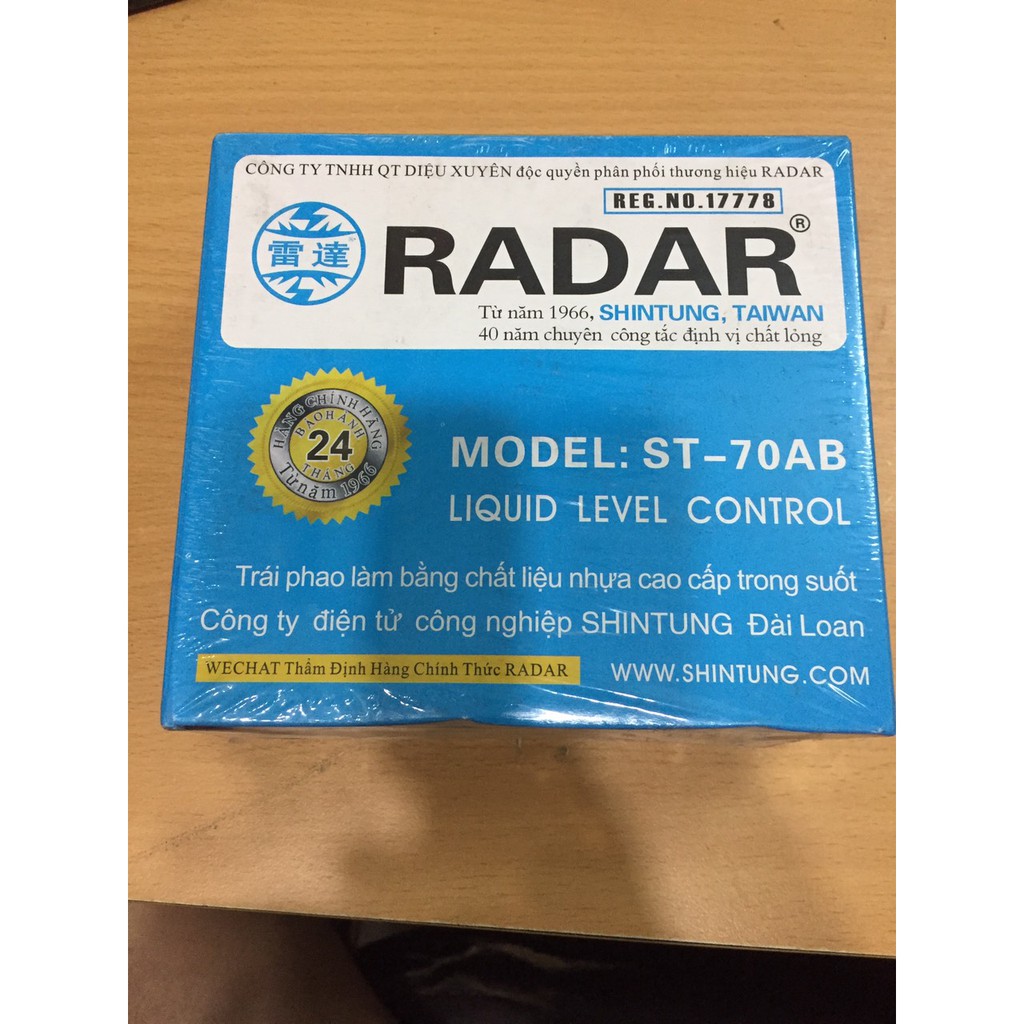 CÔNG TY TNHH QT DIỆU XUYÊN độc quyền phân phối thương hiệu RADAR
REG.NO.17778
雷達
RADAR®
Từ năm 1966, SHINTUNG, TAIWAN
40 năm chuyên công tắc định vị chất lỏng
HÀNG CHÍNH HÃNG
BẢO HÀNH
24
THÁNG
Từ năm 1966
MODEL: ST-70AB
LIQUID LEVEL CONTROL
Trái phao làm bằng chất liệu nhựa cao cấp trong suốt
Công ty điện tử công nghiệp SHINTUNG Đài Loan
WECHAT Thẩm Định Hàng Chính Thức RADAR
WWW.SHINTUNG.COM